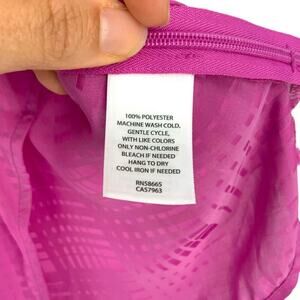 100% POLYESTER
MACHINE WASH COLD,
GENTLE CYCLE,
WITH LIKE COLORS
ONLY NON-CHLORINE
BLEACH IF NEEDED
HANG TO DRY
COOL IRON IF NEEDED
RN58665
CA57963